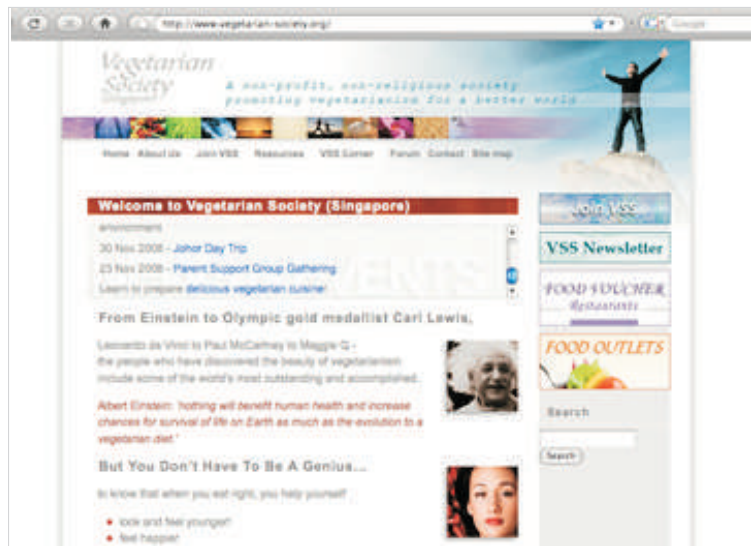 http://www.vegetarian-society.org/
Google
Vegetarian
Society
A non-profit, non-religious society
promoting vegetarianism for a better world
Home About Us Join VSS Resources VSS Corner Forum Contact Site map
Welcome to Vegetarian Society (Singapore)
environment
30 Nov 2008 - Johor Day Trip
23 Nov 2008 - Parent Support Group Gathering
Learn to prepare delicious vegetarian cuisine!
EVENTS
From Einstein to Olympic gold medallist Carl Lewis,
Leonardo da Vinci to Paul McCartney to Maggie Q -
the people who have discovered the beauty of vegetarianism
include some of the world's most outstanding and accomplished.
Albert Einstein: 'nothing will benefit human health and increase
chances for survival of life on Earth as much as the evolution to a
vegetarian diet.'
But You Don't Have To Be A Genius...
to know that when you eat right, you help yourself
look and feel younger!
feel happier
Join VSS
VSS Newsletter
FOOD VOUCHER
Restaurants
FOOD OUTLETS
Search
Search